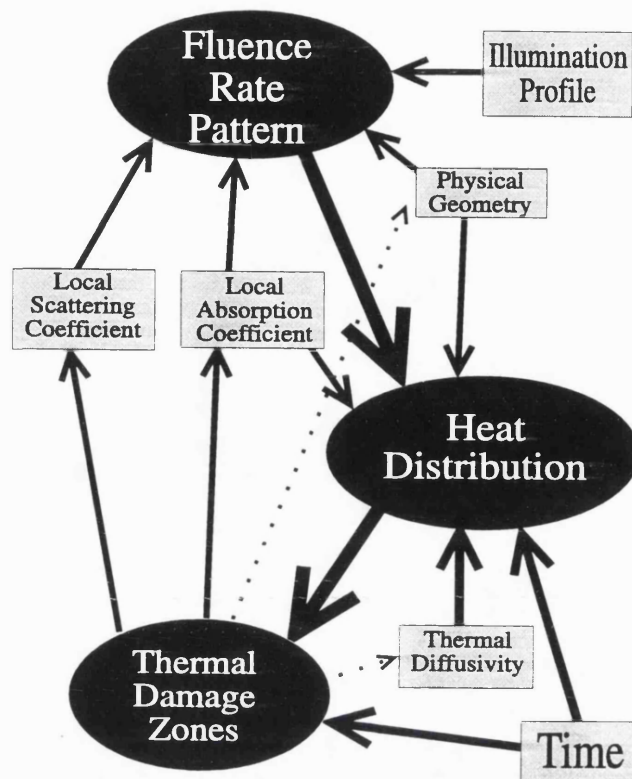 Fluence
Rate
Pattern
Illumination
Profile
Physical
Geometry
Local
Scattering
Coefficient
Local
Absorption
Coefficient
Heat
Distribution
Thermal
Diffusivity
Thermal
Damage
Zones
Time